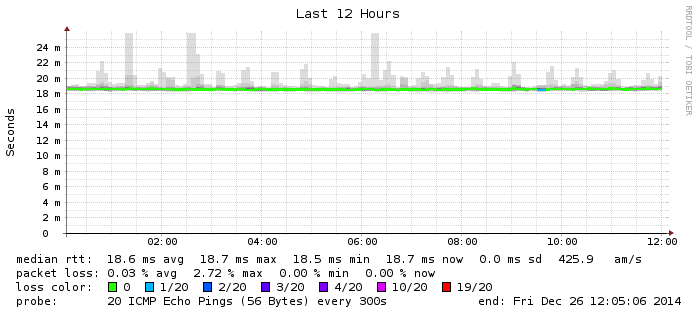 Last 12 Hours
RRDTOOL / TOBI OETIKER
Seconds
24 m
22 m
20 m
18 m
16 m
14 m
12 m
10 m
8 m
6 m
4 m
2 m
0
02:00 04:00 06:00 08:00 10:00 12:00
median rtt: 18.6 ms avg 18.7 ms max 18.5 ms min 18.7 ms now 0.0 ms sd 425.9 am/s
packet loss: 0.03 % avg 2.72 % max 0.00 % min 0.00 % now
loss color: 0 1/20 2/20 3/20 4/20 10/20 19/20
probe: 20 ICMP Echo Pings (56 Bytes) every 300s end: Fri Dec 26 12:05:06 2014